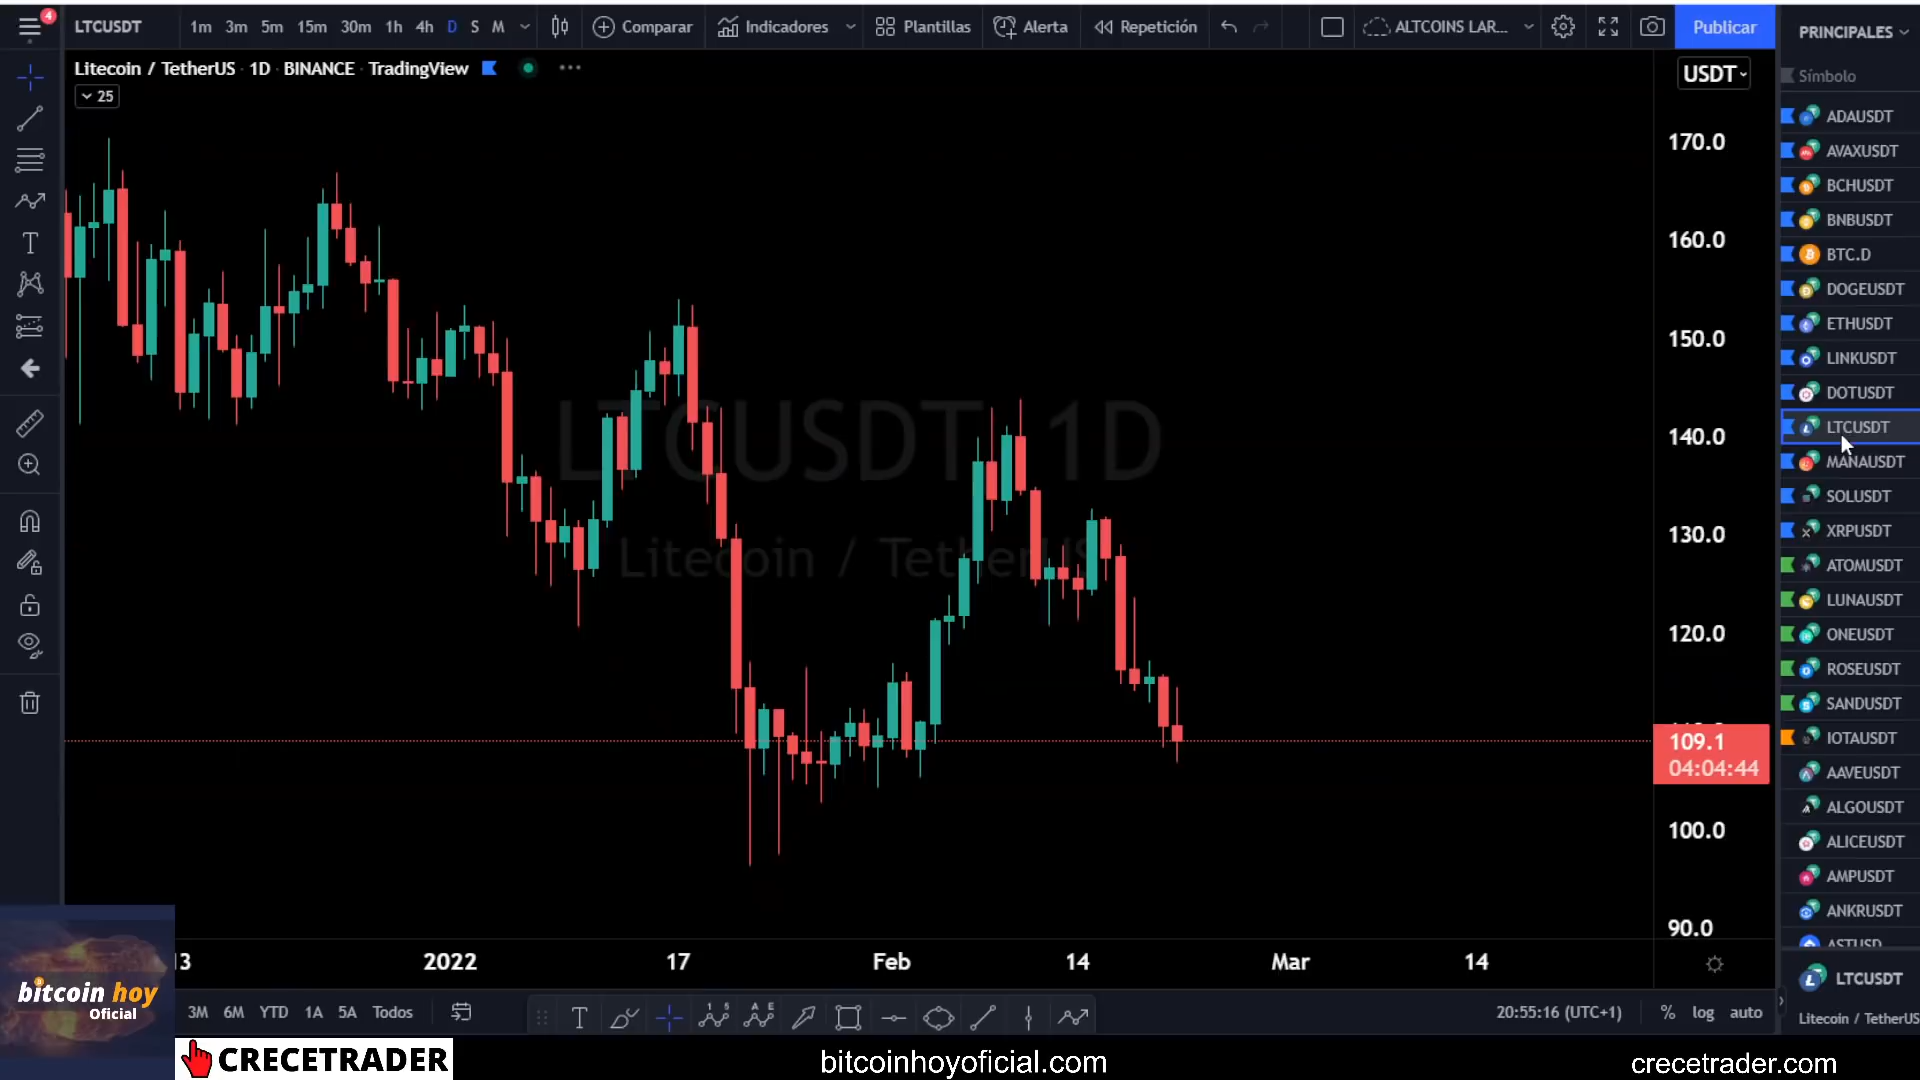 4
LTCUSDT 1m 3m 5m 15m 30m 1h 4h D S M Comparar Indicadores Plantillas Alerta Repetición ALTCOINS LAR... Publicar
PRINCIPALES
Litecoin / TetherUS · 1D · BINANCE · TradingView
25
USDT
Símbolo
ADAUSDT
AVAXUSDT
BCHUSDT
BNBUSDT
BTC.D
DOGEUSDT
ETHUSDT
LINKUSDT
DOTUSDT
LTCUSDT
MANAUSDT
SOLUSDT
XRPUSDT
ATOMUSDT
LUNAUSDT
ONEUSDT
ROSEUSDT
SANDUSDT
IOTAUSDT
AAVEUSDT
ALGOUSDT
ALICEUSDT
AMPUSDT
ANKRUSDT
LTCUSDT
Litecoin / TetherUS
LTCUSDT, 1D
Litecoin / TetherUS
170.0
160.0
150.0
140.0
130.0
120.0
109.1
04:04:44
100.0
90.0
13 2022 17 Feb 14 Mar 14
3M 6M YTD 1A 5A Todos
20:55:16 (UTC+1) % log auto
bitcoin hoy
Oficial
CRECETRADER
bitcoinhoyoficial.com
crecetrader.com